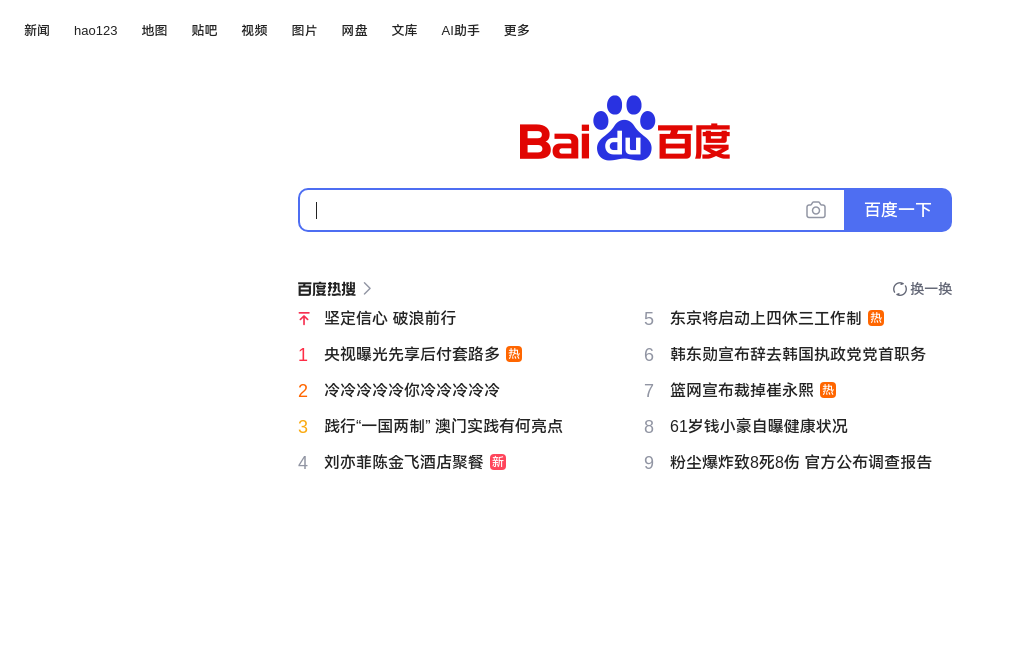 新闻 hao123 地图 贴吧 视频 图片 网盘 文库 AI助手 更多
Bai du 百度
百度一下
百度热搜 换一换
坚定信心 破浪前行
1 央视曝光先享后付套路多 热
2 冷冷冷冷冷你冷冷冷冷冷
3 践行“一国两制” 澳门实践有何亮点
4 刘亦菲陈金飞酒店聚餐 新
5 东京将启动上四休三工作制 热
6 韩东勋宣布辞去韩国执政党党首职务
7 篮网宣布裁掉崔永熙 热
8 61岁钱小豪自曝健康状况
9 粉尘爆炸致8死8伤 官方公布调查报告